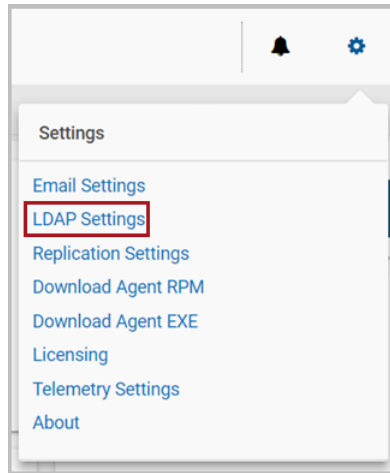 Settings
Email Settings
LDAP Settings
Replication Settings
Download Agent RPM
Download Agent EXE
Licensing
Telemetry Settings
About